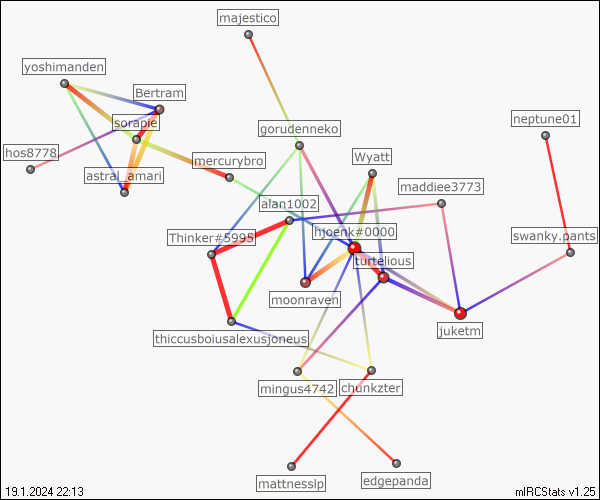 majestico
yoshimanden
Bertram
neptune01
sorapie
gorudenneko
hos8778
mercurybro
Wyatt
astral_amari
maddiee3773
alan1002
hjoenk#0000
Thinker#5995
swanky.pants
turtelious
moonraven
juketm
thiccusboiusalexusjoneus
mingus4742
chunkzter
mattnesslp
edgepanda
19.1.2024 22:13
mIRCStats v1.25